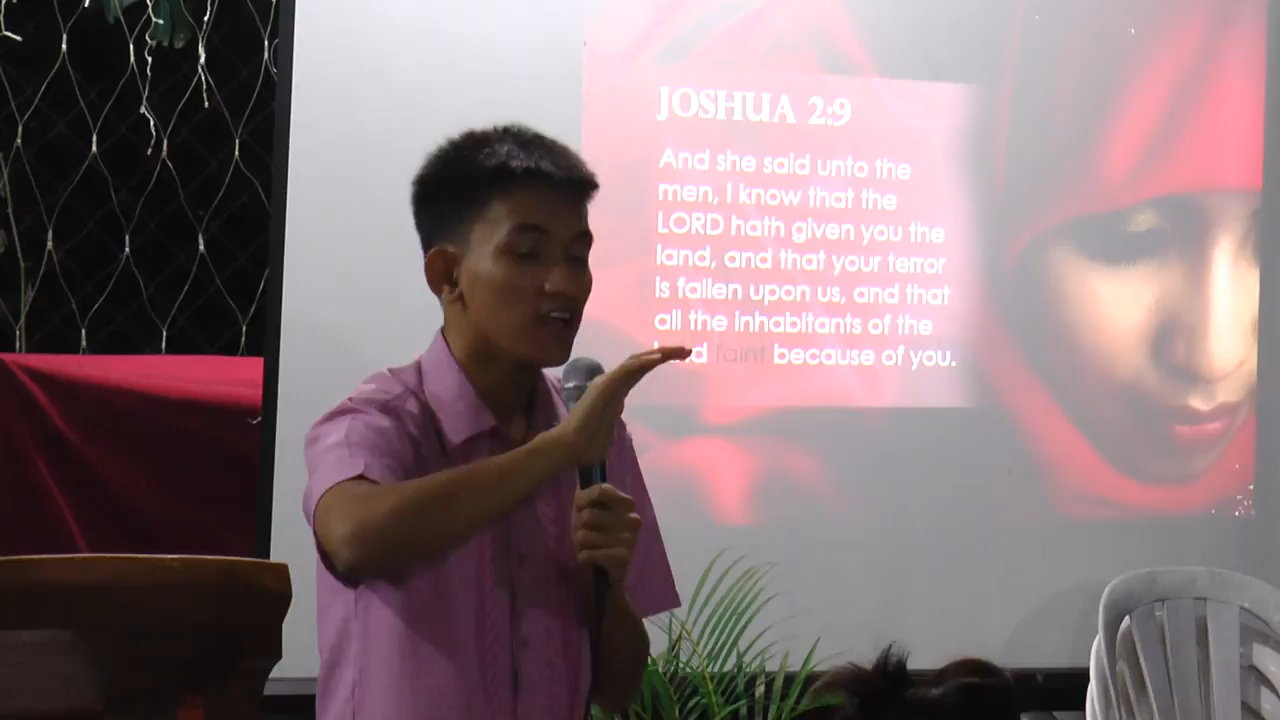 JOSHUA 2:9
And she said unto the
men, I know that the
LORD hath given you the
land, and that your terror
is fallen upon us, and that
all the inhabitants of the
land faint because of you.